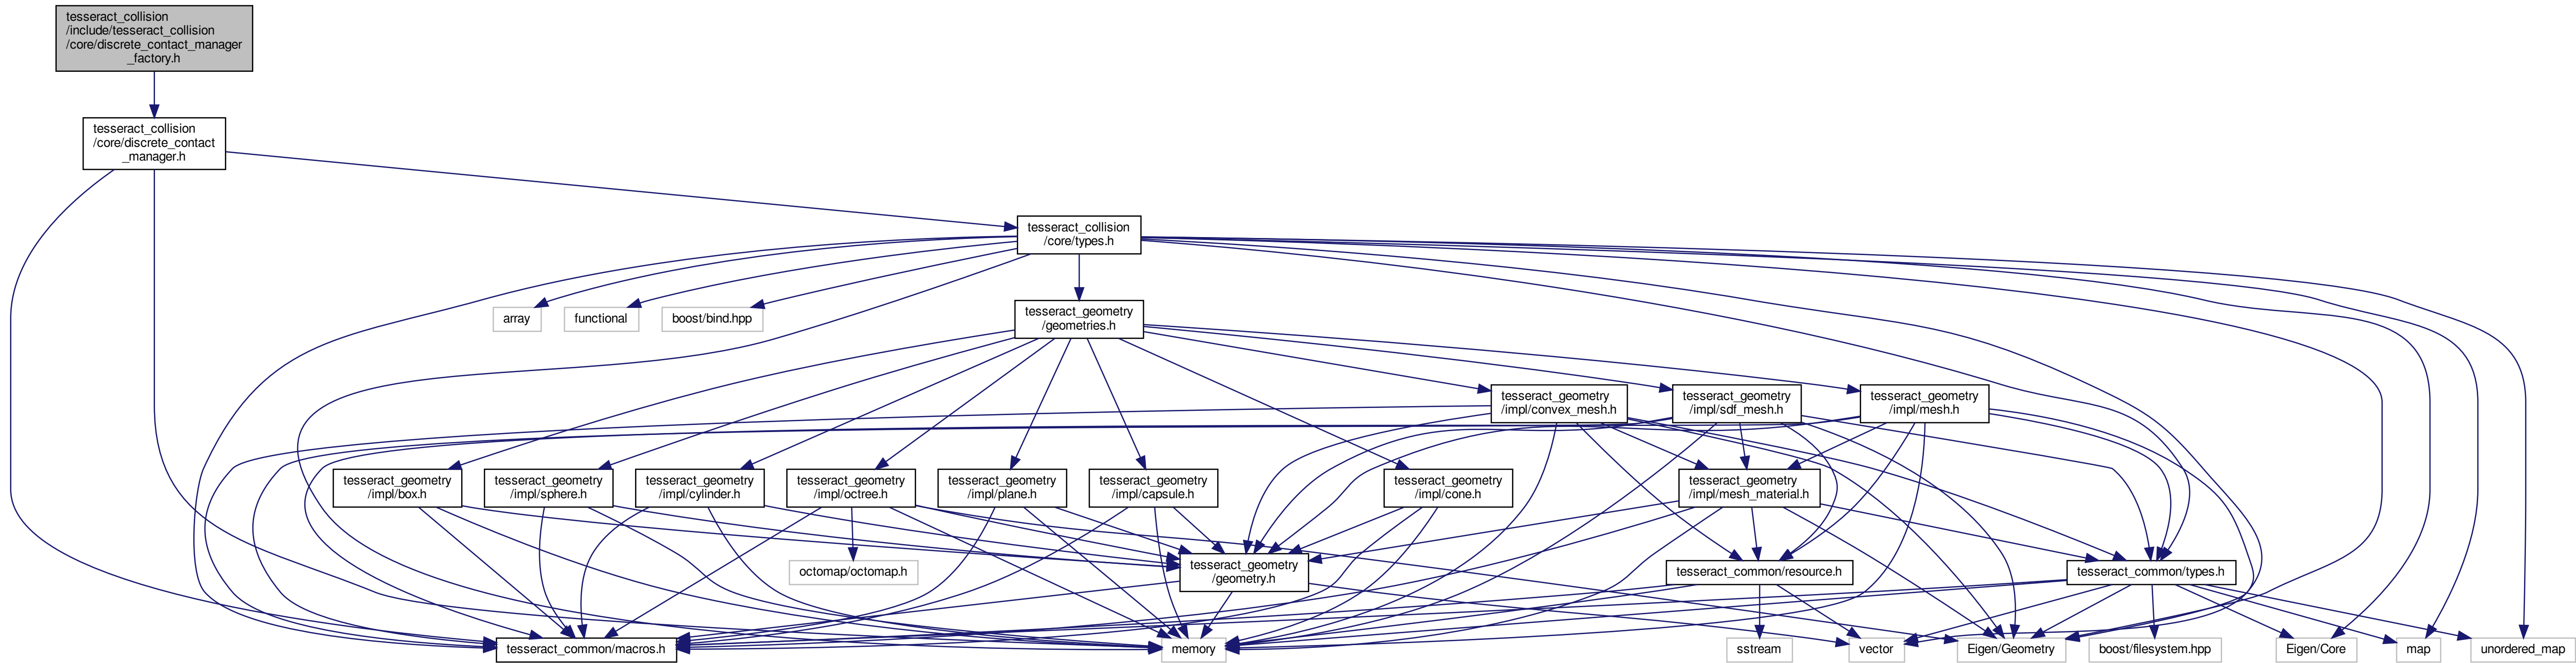 tesseract_collision
/include/tesseract_collision
/core/discrete_contact_manager
_factory.h
tesseract_collision
/core/discrete_contact
_manager.h
tesseract_collision
/core/types.h
array
functional
boost/bind.hpp
tesseract_geometry
/geometries.h
tesseract_geometry
/impl/convex_mesh.h
tesseract_geometry
/impl/sdf_mesh.h
tesseract_geometry
/impl/mesh.h
tesseract_geometry
/impl/box.h
tesseract_geometry
/impl/sphere.h
tesseract_geometry
/impl/cylinder.h
tesseract_geometry
/impl/octree.h
tesseract_geometry
/impl/plane.h
tesseract_geometry
/impl/capsule.h
tesseract_geometry
/impl/cone.h
tesseract_geometry
/impl/mesh_material.h
octomap/octomap.h
tesseract_geometry
/geometry.h
tesseract_common/resource.h
tesseract_common/types.h
tesseract_common/macros.h
memory
sstream
vector
Eigen/Geometry
boost/filesystem.hpp
Eigen/Core
map
unordered_map